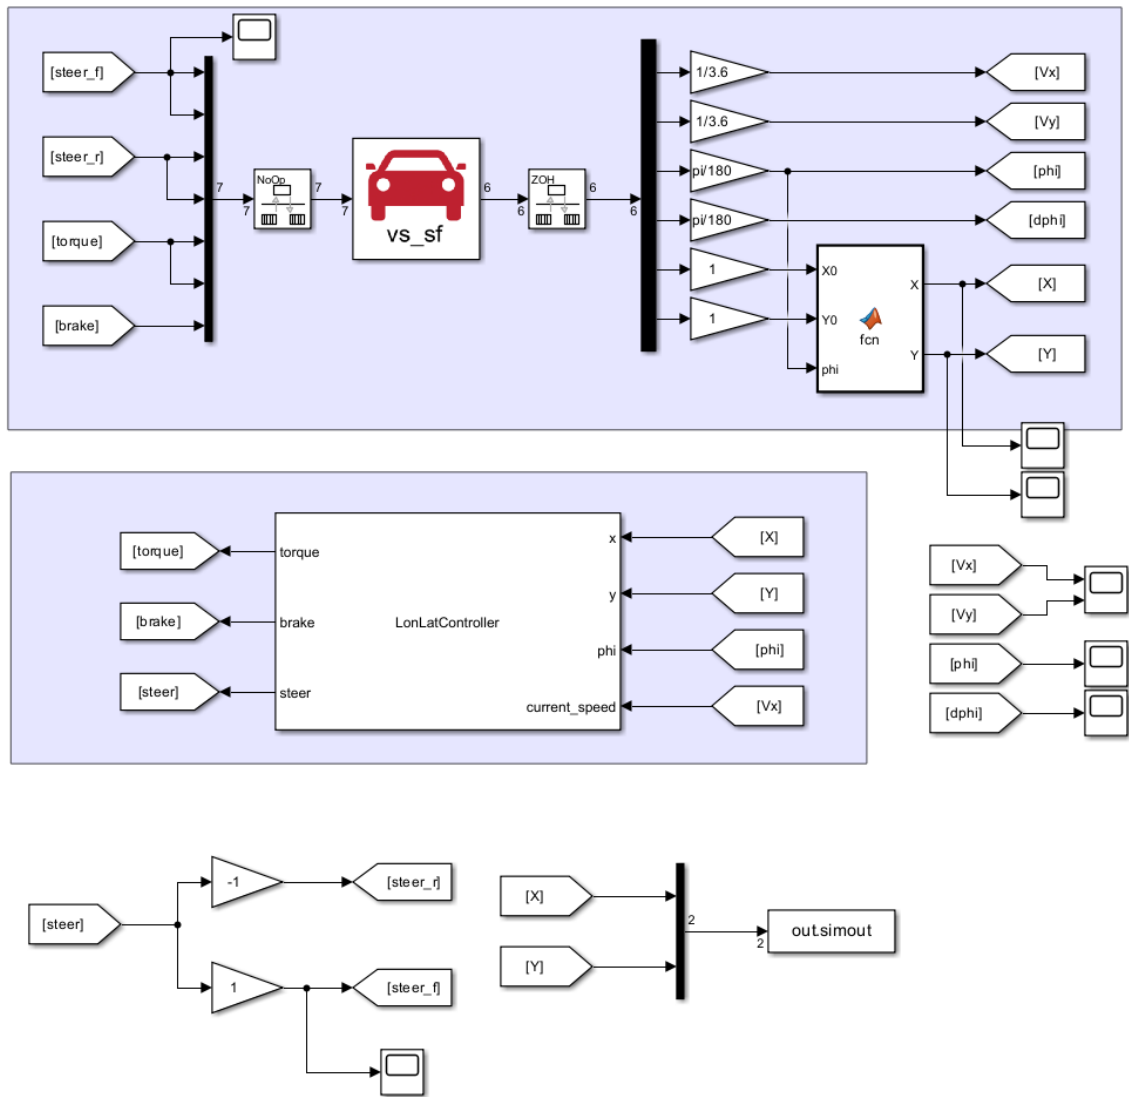 [steer_f]
[steer_r]
[torque]
[brake]
7
7
NoOp
7
7
vs_sf
6
6
ZOH
6
6
1/3.6
1/3.6
pi/180
pi/180
1
1
X0
Y0
phi
fcn
X
Y
[Vx]
[Vy]
[phi]
[dphi]
[X]
[Y]
[torque]
[brake]
[steer]
torque
brake
steer
LonLatController
x
y
phi
current_speed
[X]
[Y]
[phi]
[Vx]
[Vx]
[Vy]
[phi]
[dphi]
[steer]
-1
1
[steer_r]
[steer_f]
[X]
[Y]
2
2
out.simout